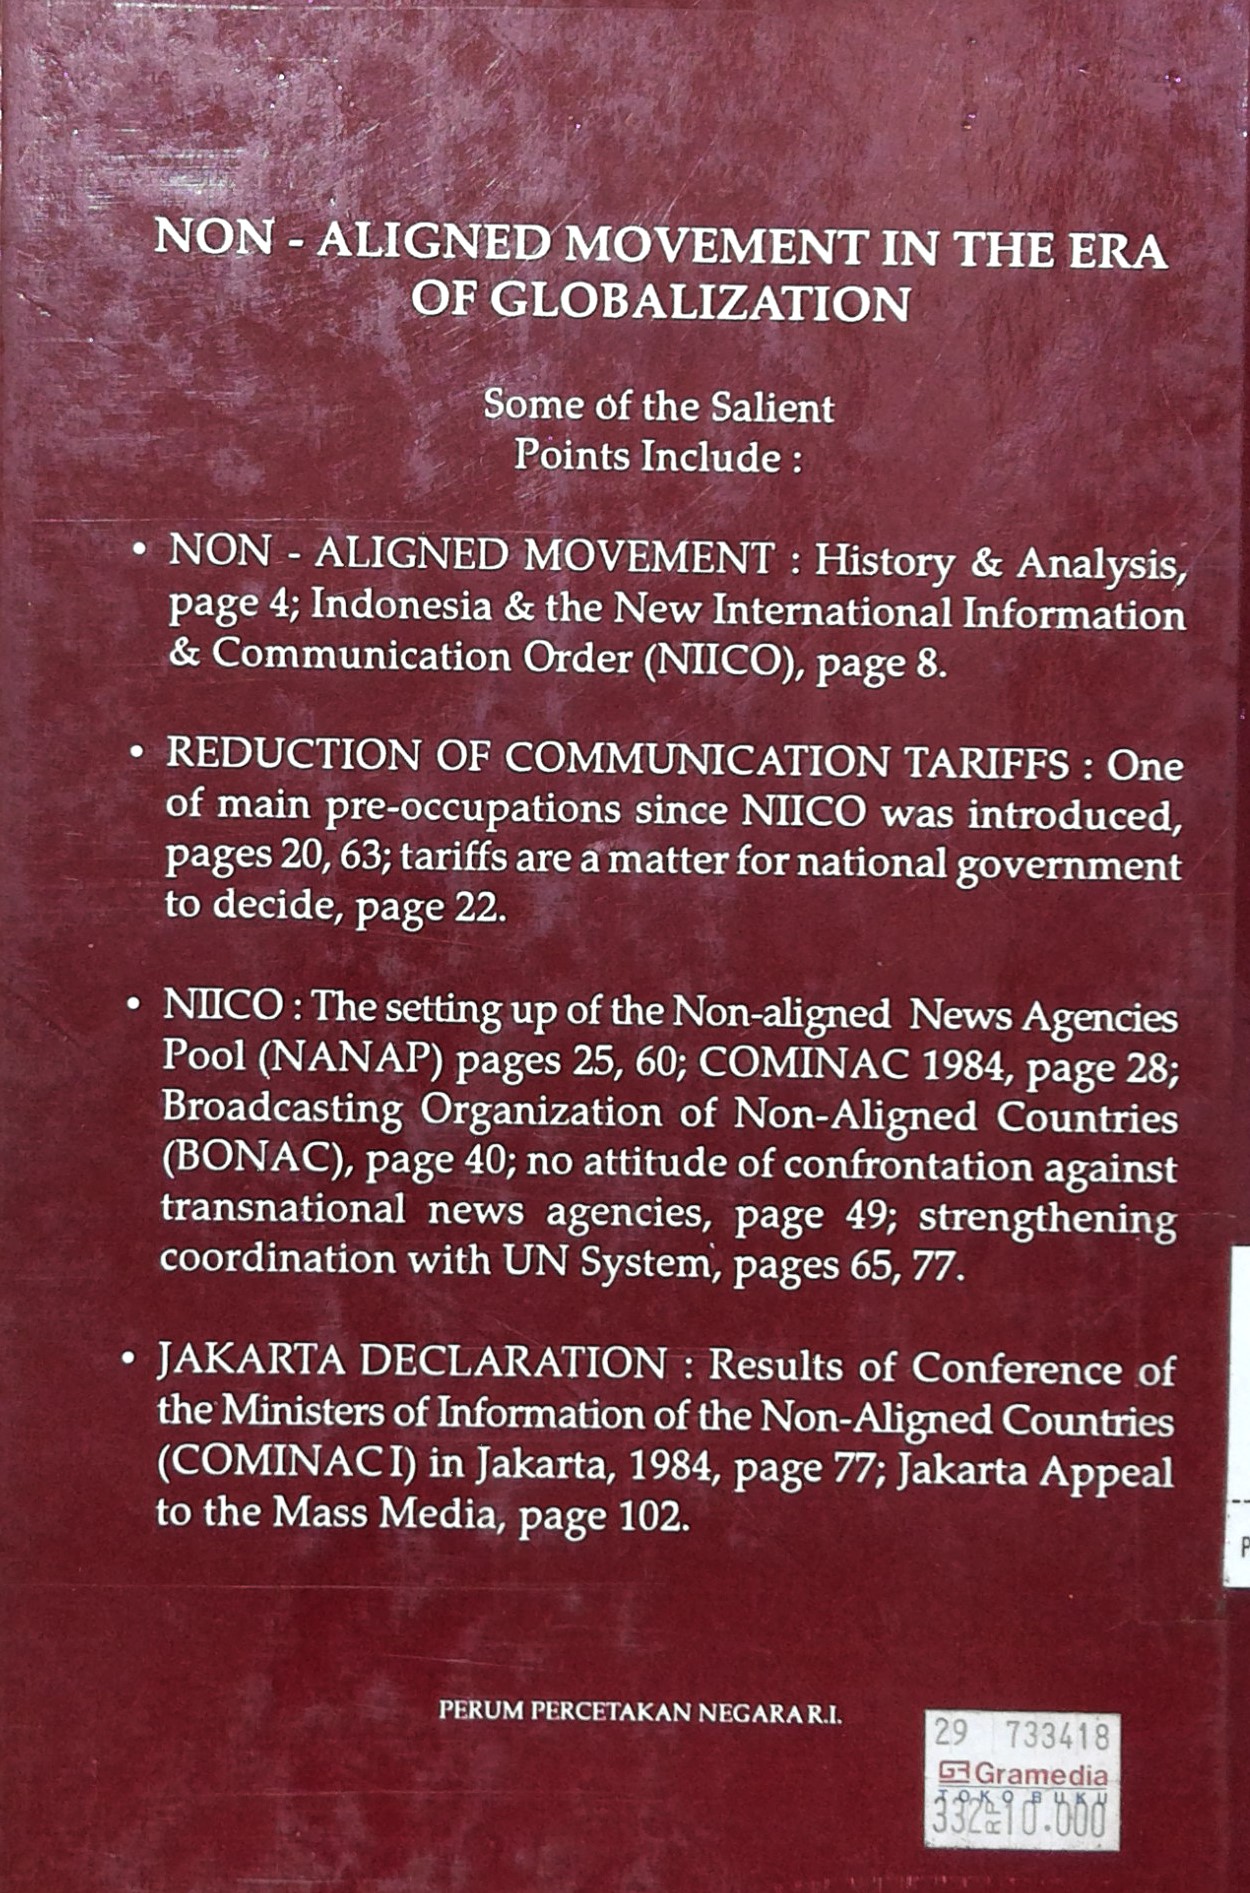 NON - ALIGNED MOVEMENT IN THE ERA
OF GLOBALIZATION
Some of the Salient
Points Include :
• NON - ALIGNED MOVEMENT : History & Analysis,
page 4; Indonesia & the New International Information
& Communication Order (NIICO), page 8.
• REDUCTION OF COMMUNICATION TARIFFS : One
of main pre-occupations since NIICO was introduced,
pages 20, 63; tariffs are a matter for national government
to decide, page 22.
• NIICO : The setting up of the Non-aligned News Agencies
Pool (NANAP) pages 25, 60; COMINAC 1984, page 28;
Broadcasting Organization of Non-Aligned Countries
(BONAC), page 40; no attitude of confrontation against
transnational news agencies, page 49; strengthening
coordination with UN System, pages 65, 77.
• JAKARTA DECLARATION : Results of Conference of
the Ministers of Information of the Non-Aligned Countries
(COMINAC I) in Jakarta, 1984, page 77; Jakarta Appeal
to the Mass Media, page 102.
P
PERUM PERCETAKAN NEGARA R.I.
29 733418
Gramedia
TOKO BUKU
332 RP 10.000